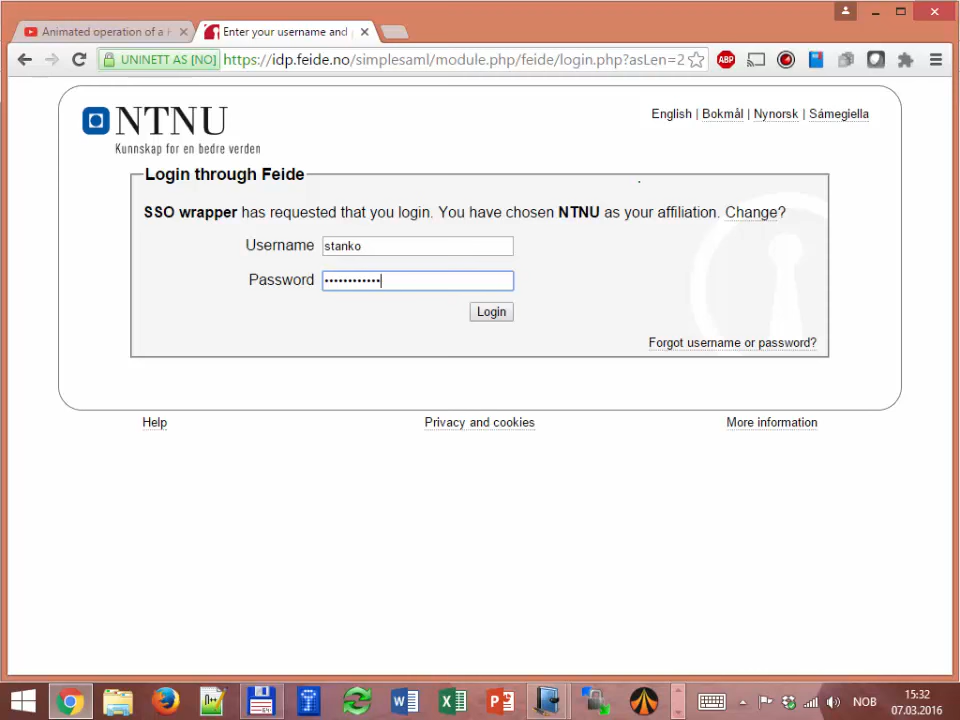 Animated operation of a
Enter your username and
UNINETT AS [NO] https://idp.feide.no/simplesaml/module.php/feide/login.php?asLen=2
ABP
NTNU
Kunnskap for en bedre verden
English | Bokmål | Nynorsk | Sámegiella
Login through Feide
SSO wrapper has requested that you login. You have chosen NTNU as your affiliation. Change?
Username stanko
Password ••••••••••••
Login
Forgot username or password?
Help Privacy and cookies More information
NOB
15:32
07.03.2016